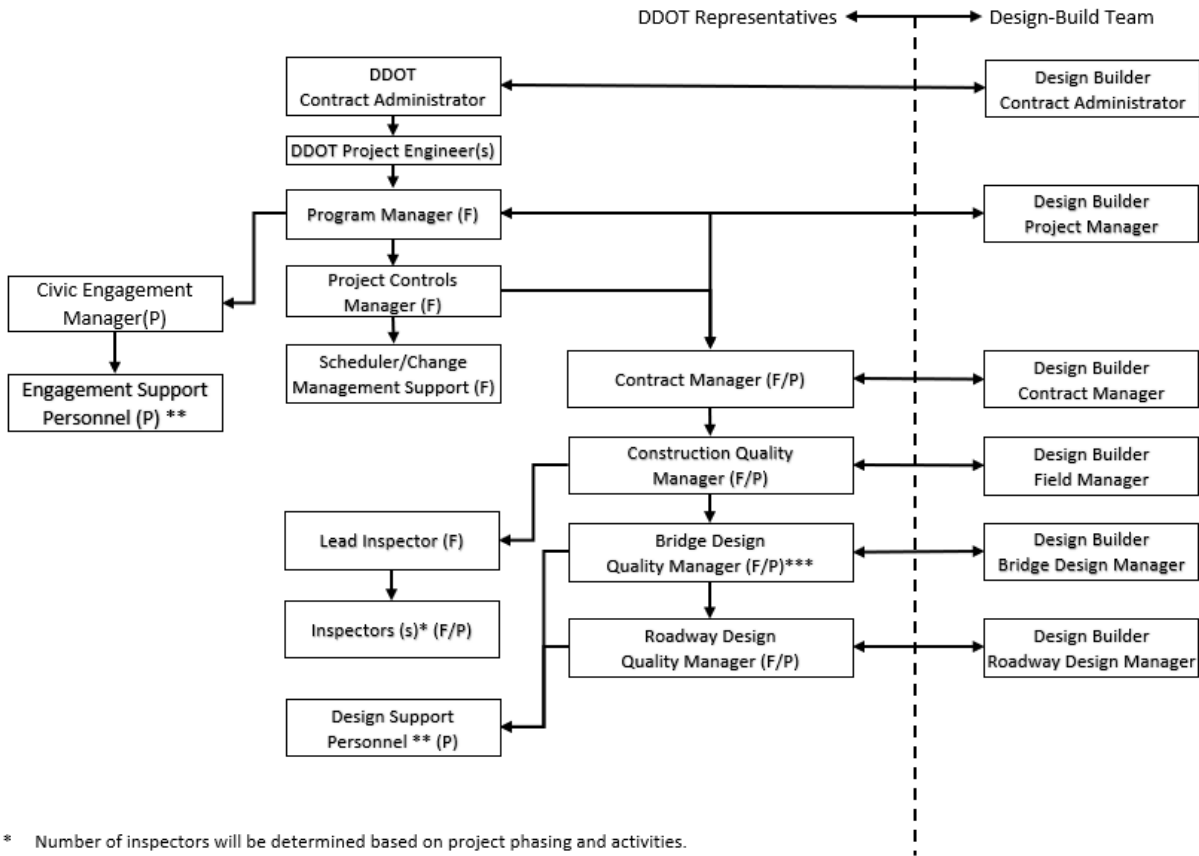 DDOT Representatives
Design-Build Team
DDOT
Contract Administrator
Design Builder
Contract Administrator
DDOT Project Engineer(s)
Program Manager (F)
Design Builder
Project Manager
Civic Engagement
Manager(P)
Project Controls
Manager (F)
Engagement Support
Personnel (P) **
Scheduler/Change
Management Support (F)
Contract Manager (F/P)
Design Builder
Contract Manager
Construction Quality
Manager (F/P)
Design Builder
Field Manager
Lead Inspector (F)
Bridge Design
Quality Manager (F/P)***
Design Builder
Bridge Design Manager
Inspectors (s)* (F/P)
Roadway Design
Quality Manager (F/P)
Design Builder
Roadway Design Manager
Design Support
Personnel ** (P)
* Number of inspectors will be determined based on project phasing and activities.